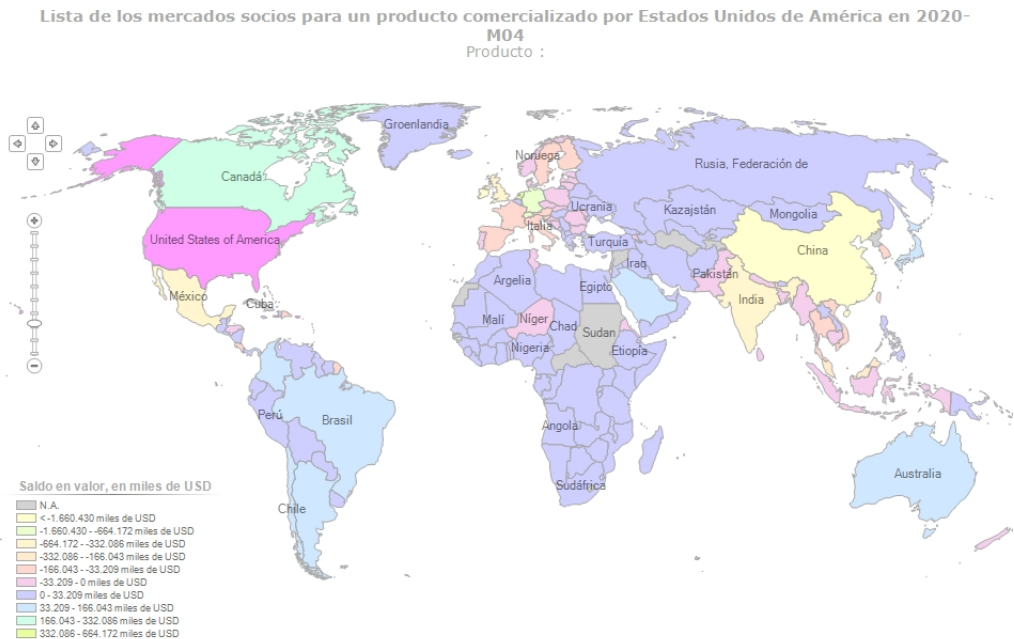 Lista de los mercados socios para un producto comercializado por Estados Unidos de América en 2020-
M04
Producto :
Groenlandia
Noruega
Canadá
Rusia, Federación de
Ucrania
Kazajstán
Mongolia
Italia
United States of America
Turquía
China
Iraq
Pakistán
Argelia
Egipto
México
India
Cuba
Malí
Níger
Chad
Sudan
Nigeria
Etiopía
Perú
Brasil
Angola
Australia
Sudáfrica
Chile
Saldo en valor, en miles de USD
N.A.
< -1.660.430 miles de USD
-1.660.430 - -664.172 miles de USD
-664.172 - -332.086 miles de USD
-332.086 - -166.043 miles de USD
-166.043 - -33.209 miles de USD
-33.209 - 0 miles de USD
0 - 33.209 miles de USD
33.209 - 166.043 miles de USD
166.043 - 332.086 miles de USD
332.086 - 664.172 miles de USD